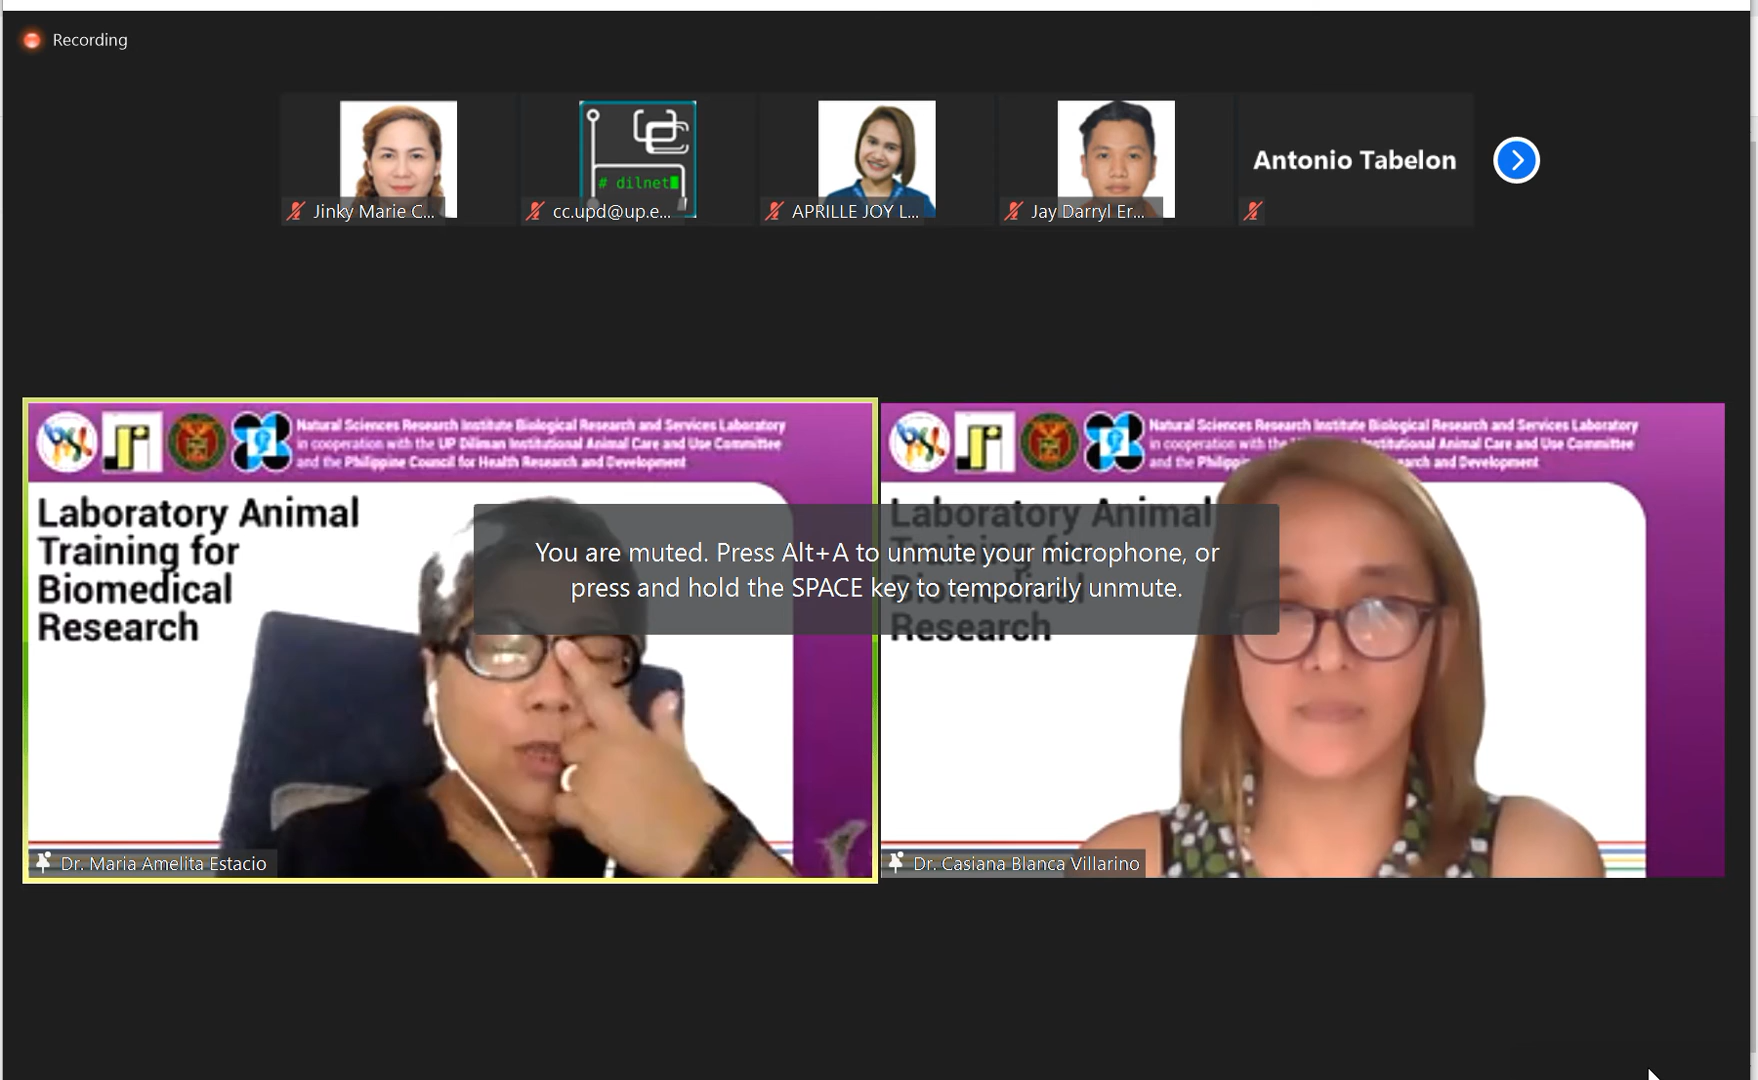 Recording
# dilnet
Jinky Marie C...
cc.upd@up.e...
APRILLE JOY L...
Jay Darryl Er...
Antonio Tabelon
Natural Sciences Research Institute Biological Research and Services Laboratory
in cooperation with the UP Diliman Institutional Animal Care and Use Committee
and the Philippine Council for Health Research and Development
Laboratory Animal
Training for
Biomedical
Research
Dr. Maria Amelita Estacio
Natural Sciences Research Institute Biological Research and Services Laboratory
in cooperation with the Institutional Animal Care and Use Committee
and the and Development
Laboratory Animal
Training for
Biomedical
Research
Dr. Casiana Blanca Villarino
You are muted. Press Alt+A to unmute your microphone, or
press and hold the SPACE key to temporarily unmute.